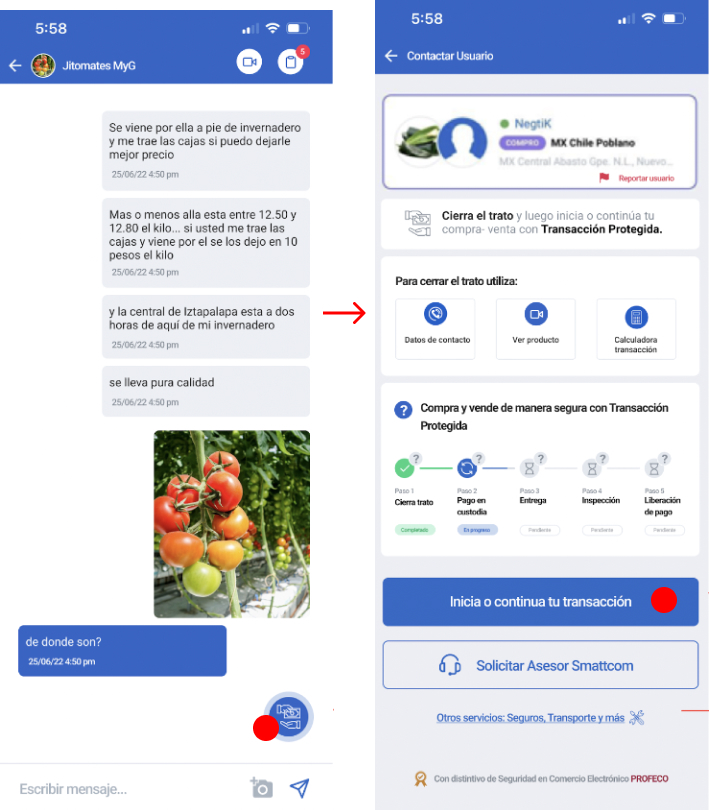 5:58
Jitomates MyG
5
Se viene por ella a pie de invernadero
y me trae las cajas si puedo dejarle
mejor precio
25/06/22 4:50 pm
Mas o menos alla esta entre 12.50 y
12.80 el kilo... si usted me trae las
cajas y viene por el se los dejo en 10
pesos el kilo
25/06/22 4:50 pm
y la central de Iztapalapa esta a dos
horas de aquí de mi invernadero
25/06/22 4:50 pm
se lleva pura calidad
25/06/22 4:50 pm
de donde son?
25/06/22 4:50 pm
Escribir mensaje...
5:58
Contactar Usuario
NegtiK
COMPRO MX Chile Poblano
MX Central Abasto Gpe. N.L., Nuevo...
Reportar usuario
Cierra el trato y luego inicia o continúa tu
compra- venta con Transacción Protegida.
Para cerrar el trato utiliza:
Datos de contacto
Ver producto
Calculadora
transacción
? Compra y vende de manera segura con Transacción
Protegida
? ? ? ? ?
Paso 1 Paso 2 Paso 3 Paso 4 Paso 5
Cierra trato Pago en Entrega Inspección Liberación
custodia de pago
Completado En progreso Pendiente Pendiente Pendiente
Inicia o continua tu transacción
Solicitar Asesor Smattcom
Otros servicios: Seguros, Transporte y más
Con distintivo de Seguridad en Comercio Electrónico PROFECO